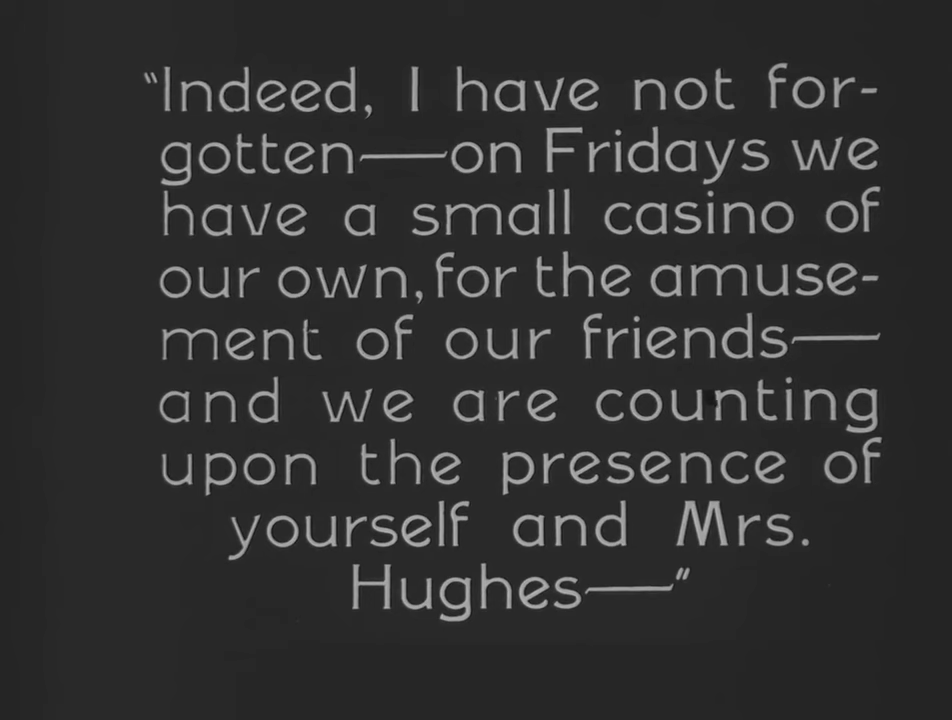 "Indeed, I have not for-
gotten—on Fridays we
have a small casino of
our own, for the amuse-
ment of our friends—
and we are counting
upon the presence of
yourself and Mrs.
Hughes—"